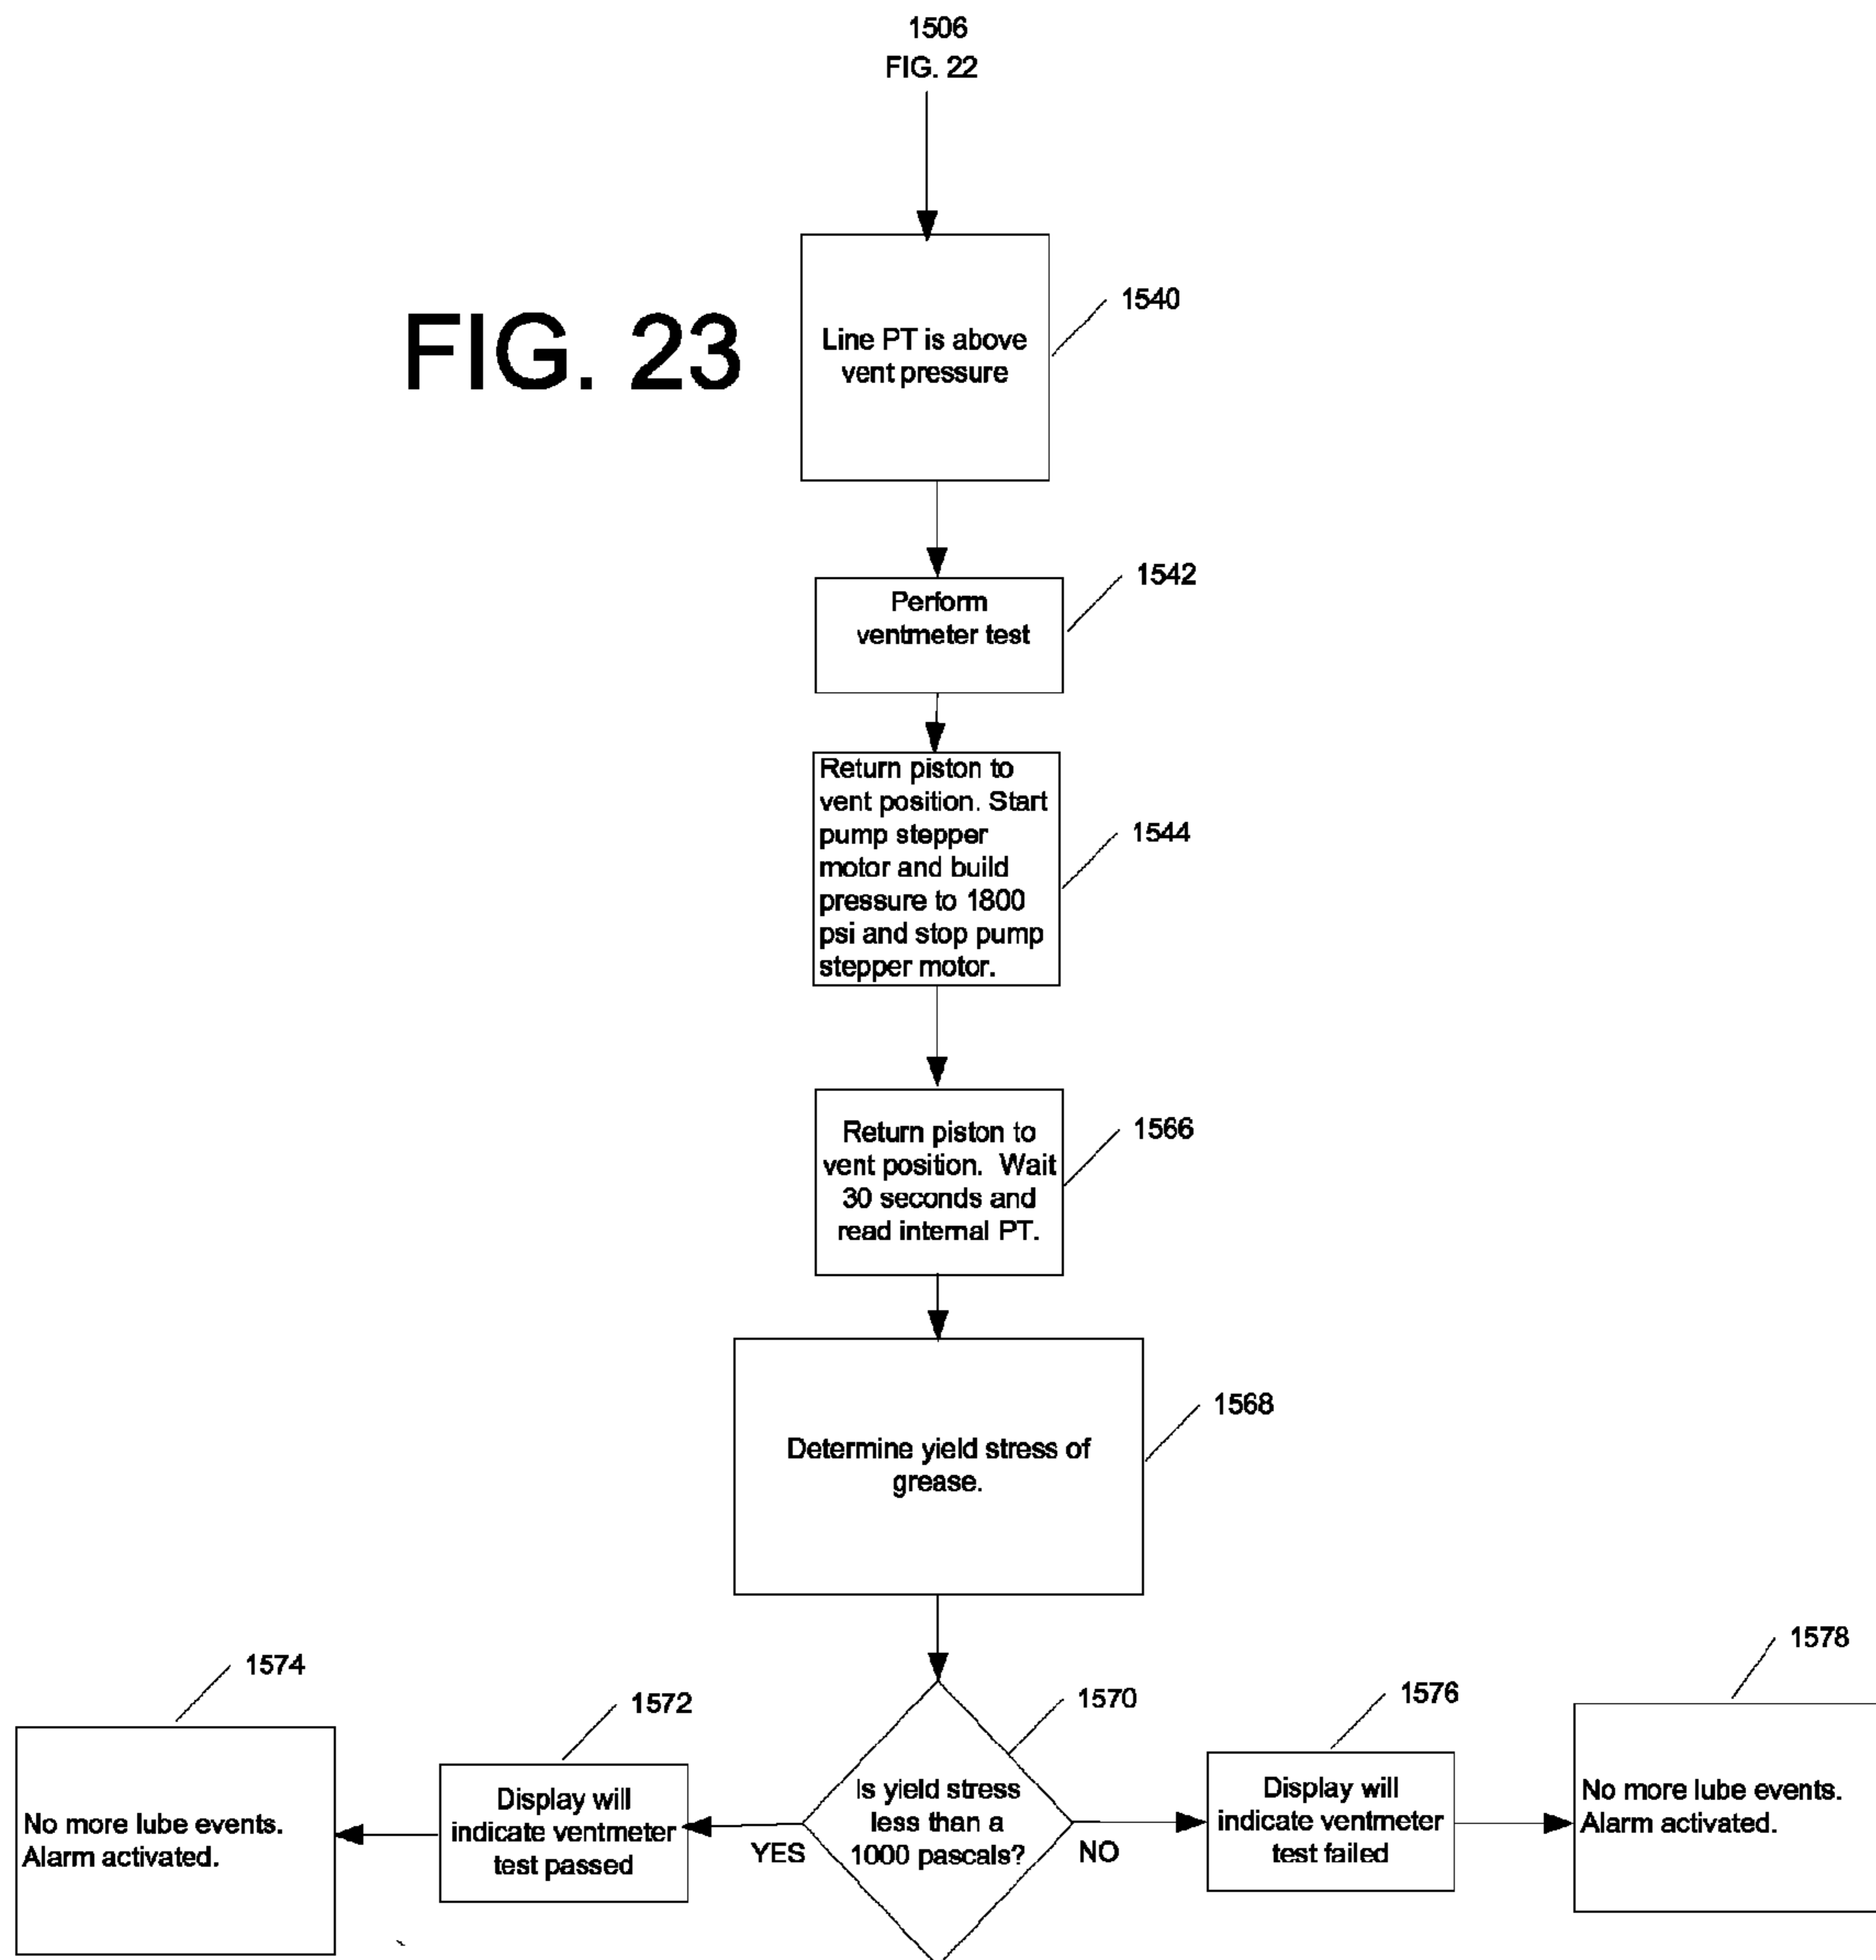 1506
FIG. 22
FIG. 23
1540
Line PT is above
vent pressure
1542
Perform
ventmeter test
1544
Return piston to
vent position. Start
pump stepper
motor and build
pressure to 1800
psi and stop pump
stepper motor.
1566
Return piston to
vent position. Wait
30 seconds and
read internal PT.
1568
Determine yield stress of
grease.
1574
No more lube events.
Alarm activated.
1572
Display will
indicate ventmeter
test passed
YES
1570
Is yield stress
less than a
1000 pascals?
NO
1576
Display will
indicate ventmeter
test failed
1578
No more lube events.
Alarm activated.